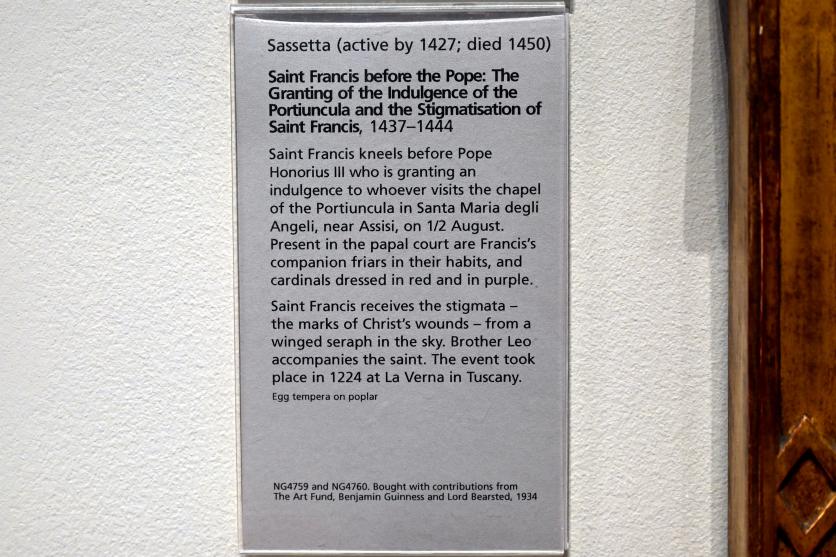 Sassetta (active by 1427; died 1450)
Saint Francis before the Pope: The
Granting of the Indulgence of the
Portiuncula and the Stigmatisation of
Saint Francis, 1437–1444
Saint Francis kneels before Pope
Honorius III who is granting an
indulgence to whoever visits the chapel
of the Portiuncula in Santa Maria degli
Angeli, near Assisi, on 1/2 August.
Present in the papal court are Francis's
companion friars in their habits, and
cardinals dressed in red and in purple.
Saint Francis receives the stigmata –
the marks of Christ's wounds – from a
winged seraph in the sky. Brother Leo
accompanies the saint. The event took
place in 1224 at La Verna in Tuscany.
Egg tempera on poplar
NG4759 and NG4760. Bought with contributions from
The Art Fund, Benjamin Guinness and Lord Bearsted, 1934